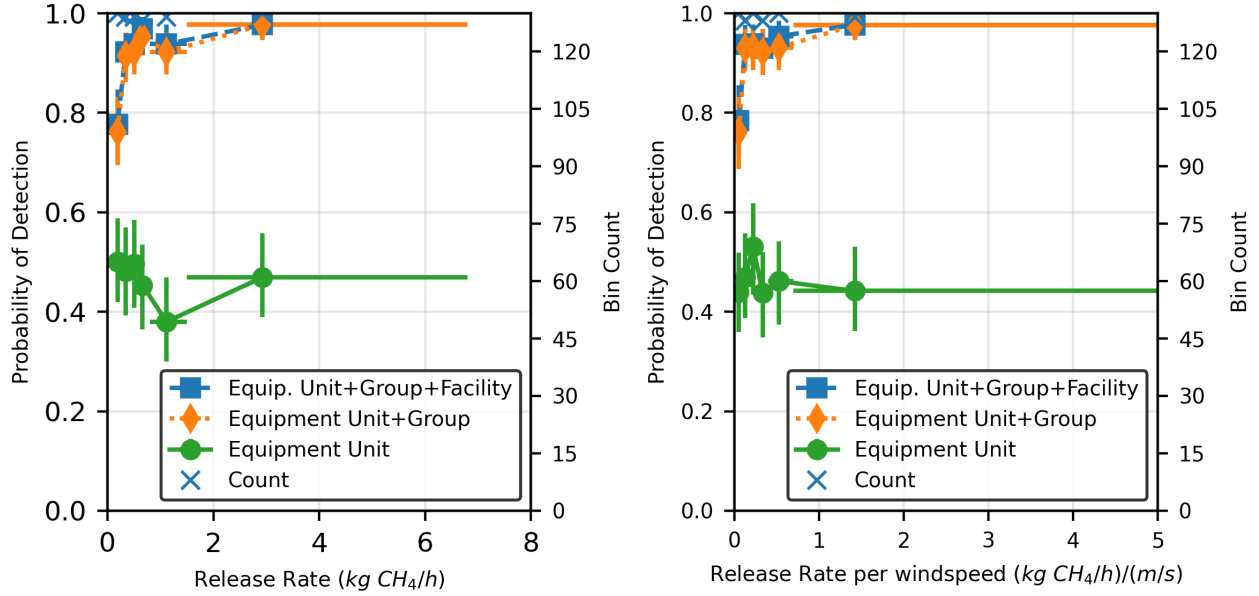 1.0
0.8
0.6
0.4
0.2
0.0
Probability of Detection
120
105
90
75
60
45
30
15
0
Bin Count
Equip. Unit+Group+Facility
Equipment Unit+Group
Equipment Unit
Count
0 2 4 6 8
Release Rate (kg CH₄/h)
1.0
0.8
0.6
0.4
0.2
0.0
Probability of Detection
120
105
90
75
60
45
30
15
0
Bin Count
Equip. Unit+Group+Facility
Equipment Unit+Group
Equipment Unit
Count
0 1 2 3 4 5
Release Rate per windspeed (kg CH₄/h)/(m/s)